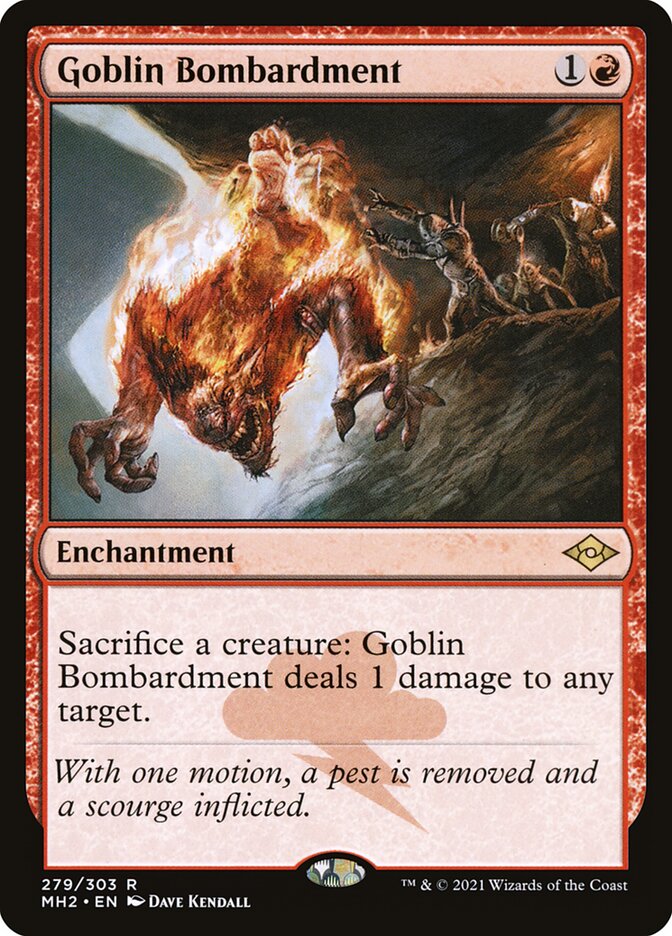 Goblin Bombardment 1
Enchantment
Sacrifice a creature: Goblin
Bombardment deals 1 damage to any
target.
With one motion, a pest is removed and
a scourge inflicted.
279/303 R
MH2 • EN Dave Kendall
™ & © 2021 Wizards of the Coast